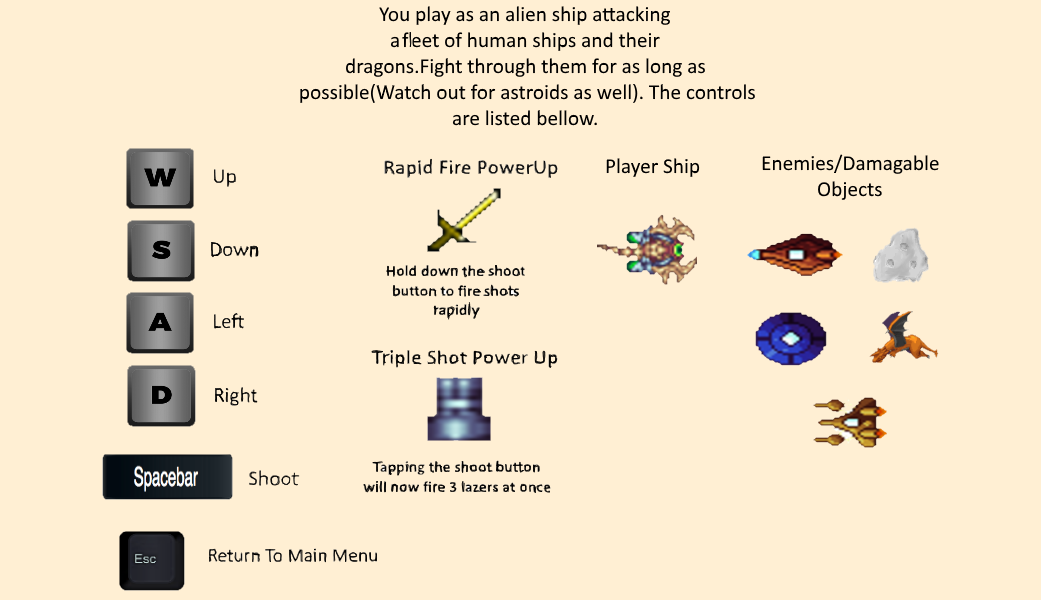 You play as an alien ship attacking
a fleet of human ships and their
dragons.Fight through them for as long as
possible(Watch out for astroids as well). The controls
are listed bellow.
W Up
S Down
A Left
D Right
Spacebar Shoot
Esc Return To Main Menu
Rapid Fire PowerUp
Hold down the shoot
button to fire shots
rapidly
Triple Shot Power Up
Tapping the shoot button
will now fire 3 lazers at once
Player Ship
Enemies/Damagable
Objects